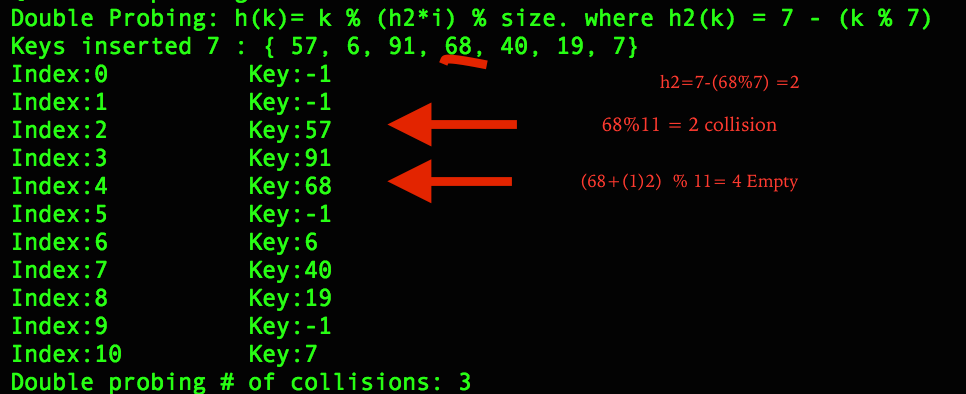 Double Probing: h(k)= k % (h2*i) % size. where h2(k) = 7 - (k % 7)
Keys inserted 7 : { 57, 6, 91, 68, 40, 19, 7}
Index:0 Key:-1
h2=7-(68%7) =2
Index:1 Key:-1
Index:2 Key:57
68%11 = 2 collision
Index:3 Key:91
Index:4 Key:68
(68+(1)2) % 11= 4 Empty
Index:5 Key:-1
Index:6 Key:6
Index:7 Key:40
Index:8 Key:19
Index:9 Key:-1
Index:10 Key:7
Double probing # of collisions: 3